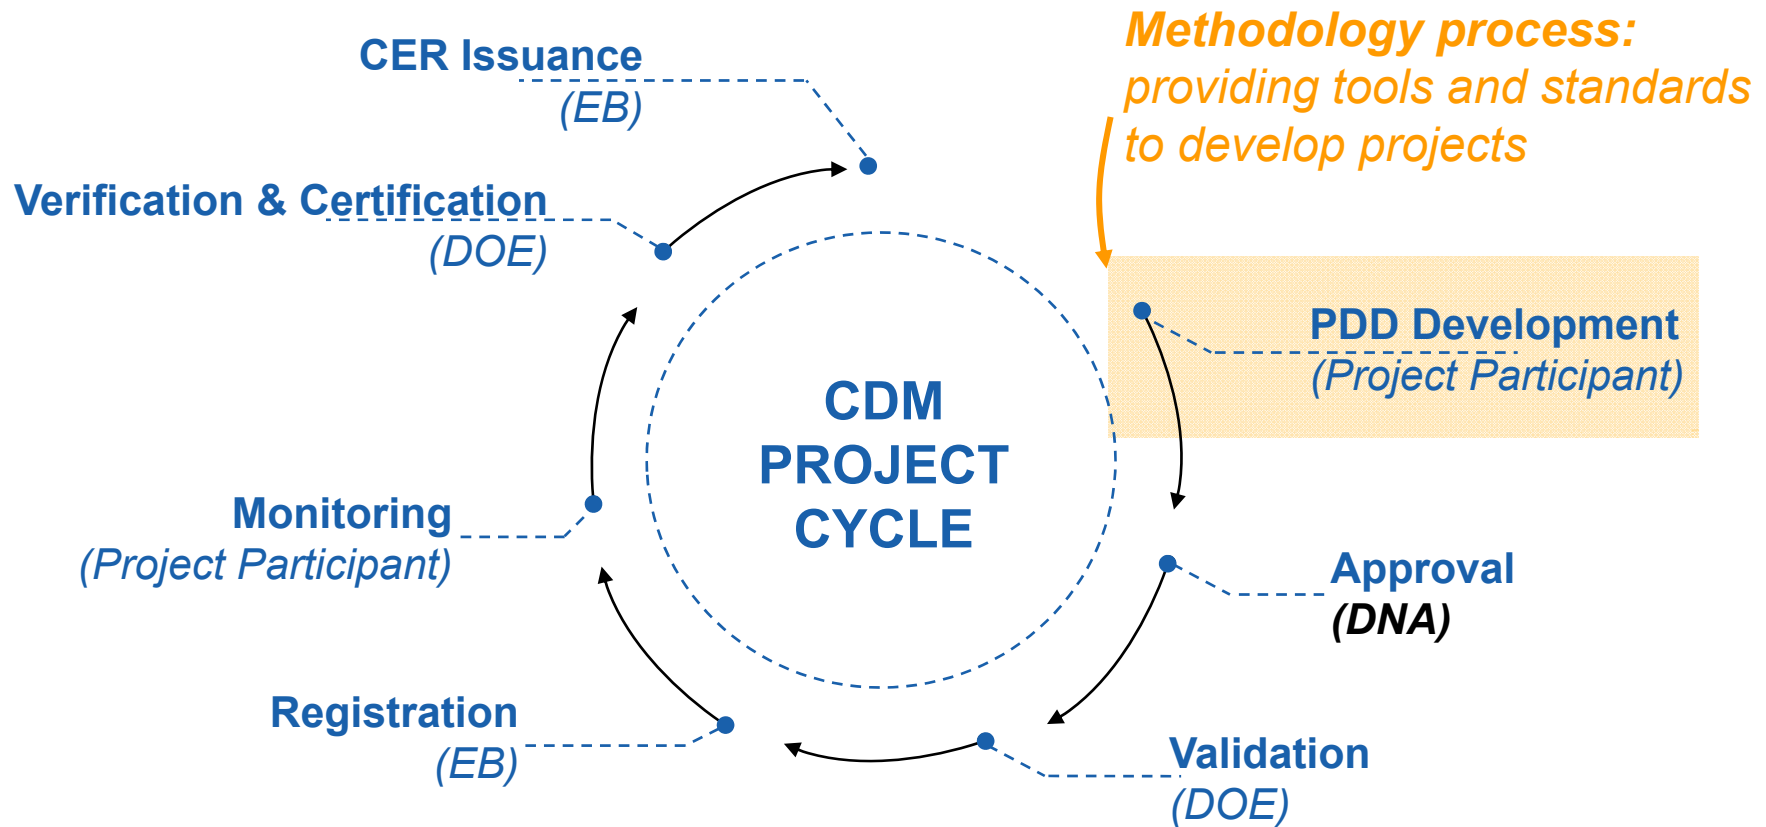 CER Issuance
(EB)
Methodology process:
providing tools and standards
to develop projects
Verification & Certification
(DOE)
PDD Development
(Project Participant)
CDM
PROJECT
CYCLE
Monitoring
(Project Participant)
Approval
(DNA)
Registration
(EB)
Validation
(DOE)